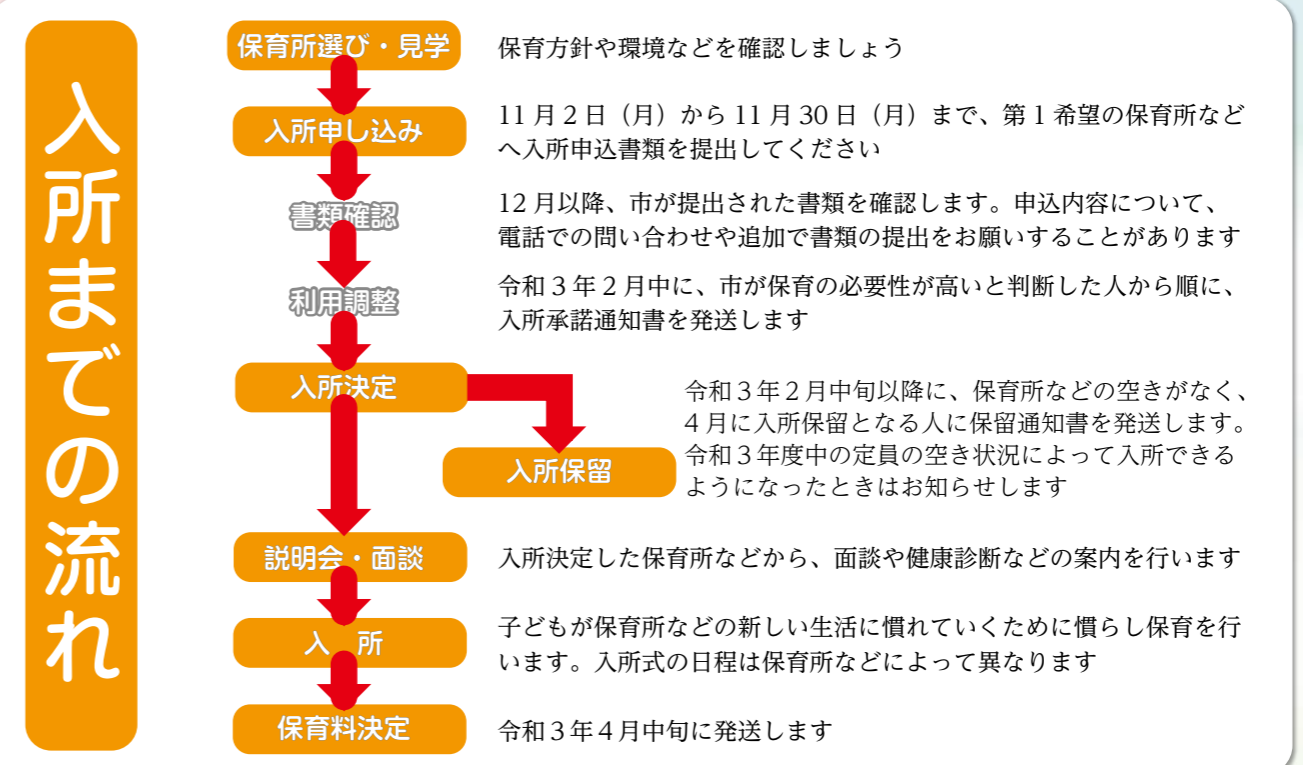 入所までの流れ
保育所選び・見学
保育方針や環境などを確認しましょう
入所申し込み
11月2日（月）から11月30日（月）まで、第1希望の保育所など
へ入所申込書類を提出してください
書類確認
12月以降、市が提出された書類を確認します。申込内容について、
電話での問い合わせや追加で書類の提出をお願いすることがあります
利用調整
令和3年2月中に、市が保育の必要性が高いと判断した人から順に、
入所承諾通知書を発送します
入所決定
令和3年2月中旬以降に、保育所などの空きがなく、
4月に入所保留となる人に保留通知書を発送します。
令和3年度中の定員の空き状況によって入所できる
ようになったときはお知らせします
入所保留
説明会・面談
入所決定した保育所などから、面談や健康診断などの案内を行います
入　所
子どもが保育所などの新しい生活に慣れていくために慣らし保育を行
います。入所式の日程は保育所などによって異なります
保育料決定
令和3年4月中旬に発送します